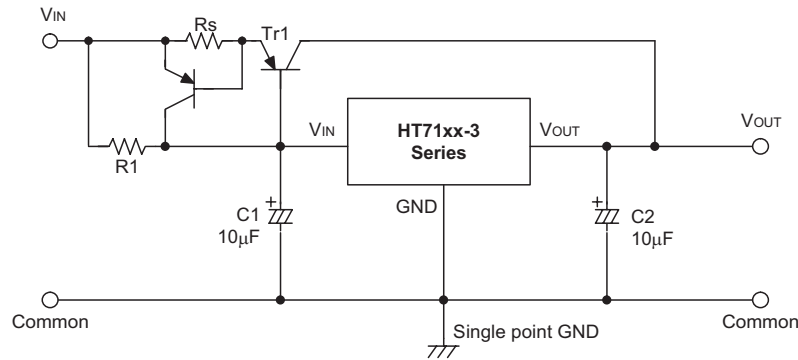 VIN
Rs
Tr1
R1
VIN
HT71xx-3
Series
VOUT
VOUT
GND
C1
10μF
C2
10μF
Common
Single point GND
Common
+
+